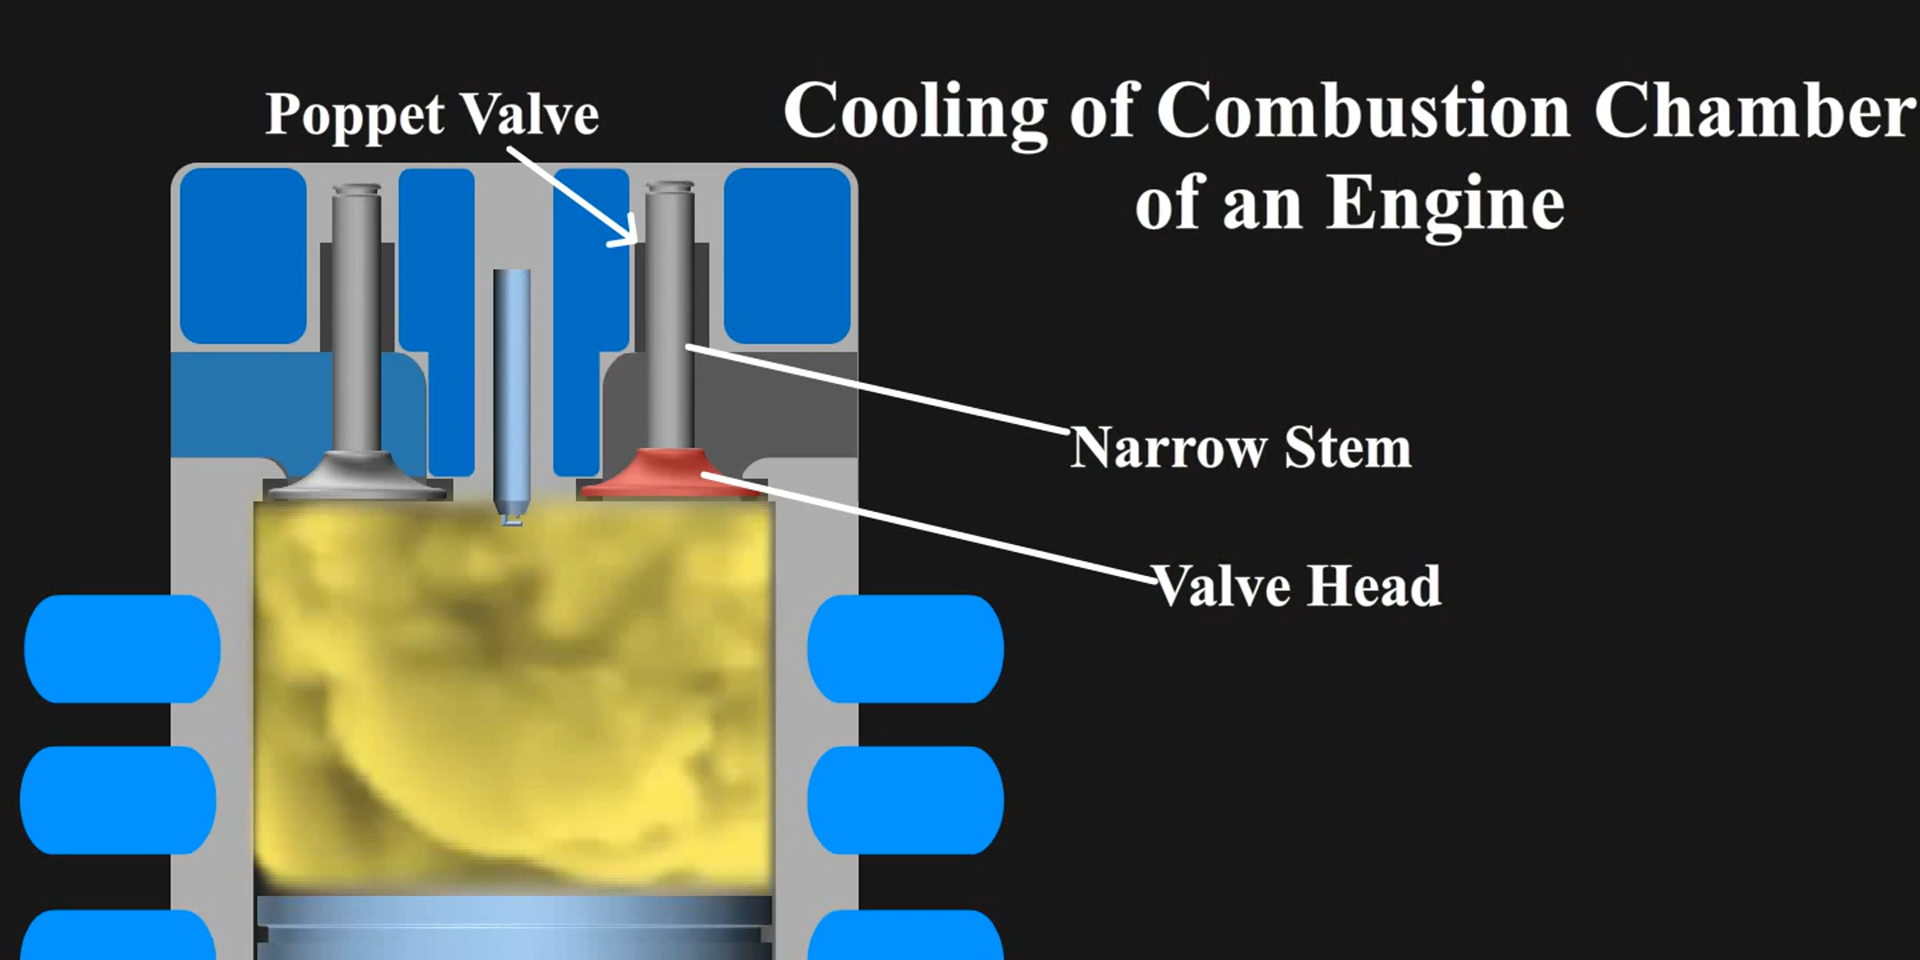 Poppet Valve
Cooling of Combustion Chamber
of an Engine
Narrow Stem
Valve Head